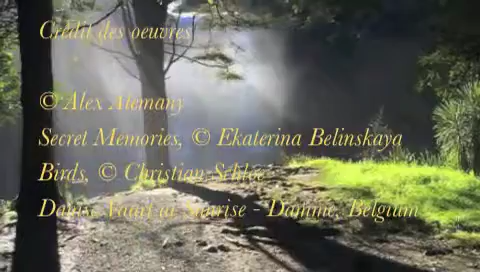 Crédit des oeuvres
© Alex Alemany
Secret Memories, © Ekaterina Belinskaya
Birds, © Christian Schloe
Damse Vaart at Sunrise - Damme, Belgium